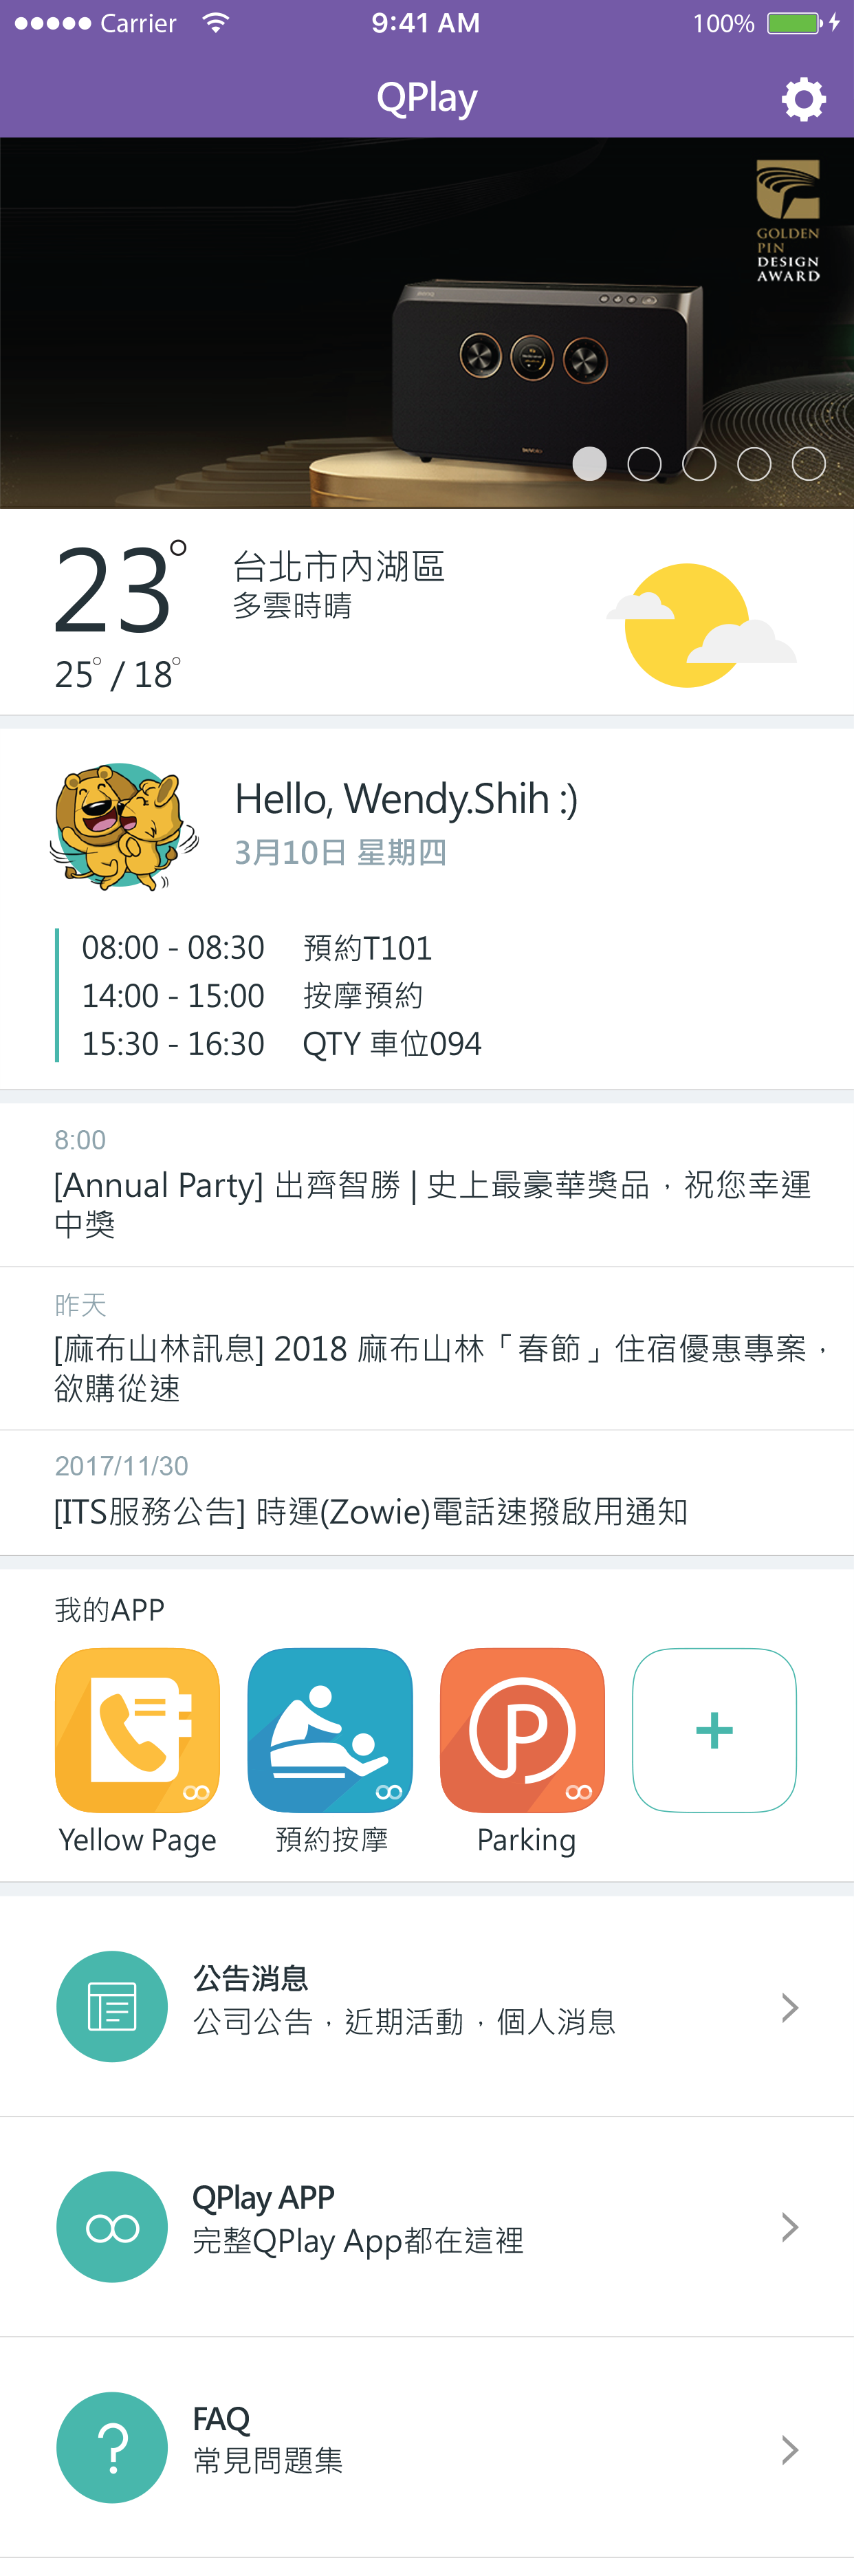 Carrier 9:41 AM 100%
QPlay
GOLDEN
PIN
DESIGN
AWARD
23°
台北市內湖區
多雲時晴
25° / 18°
Hello, Wendy.Shih :)
3月10日 星期四
08:00 - 08:30 預約T101
14:00 - 15:00 按摩預約
15:30 - 16:30 QTY 車位094
8:00
[Annual Party] 出齊智勝 | 史上最豪華獎品，祝您幸運
中獎
昨天
[麻布山林訊息] 2018 麻布山林「春節」住宿優惠專案，
欲購從速
2017/11/30
[ITS服務公告] 時運(Zowie)電話速撥啟用通知
我的APP
Yellow Page 預約按摩 Parking
公告消息
公司公告，近期活動，個人消息
QPlay APP
完整QPlay App都在這裡
FAQ
常見問題集